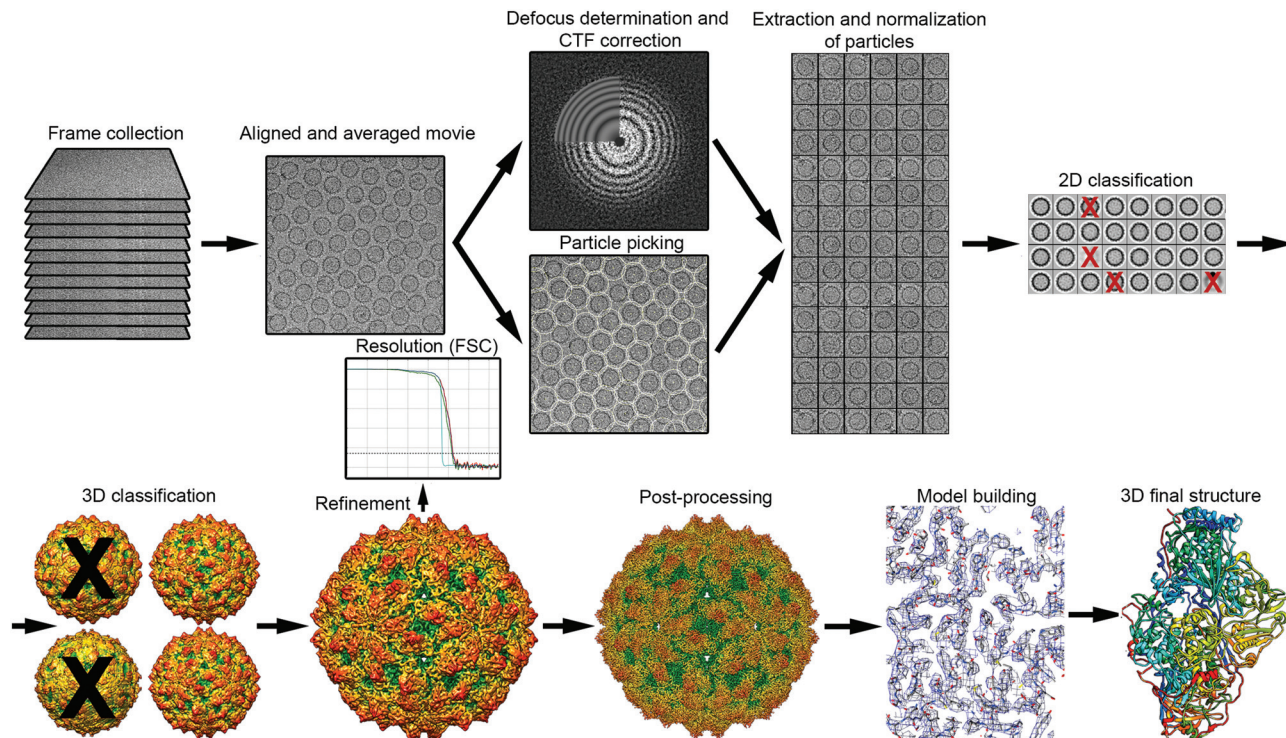 Frame collection
Aligned and averaged movie
Defocus determination and
CTF correction
Particle picking
Extraction and normalization
of particles
2D classification
X
X
X
X
Resolution (FSC)
3D classification
X
X
Refinement
Post-processing
Model building
3D final structure